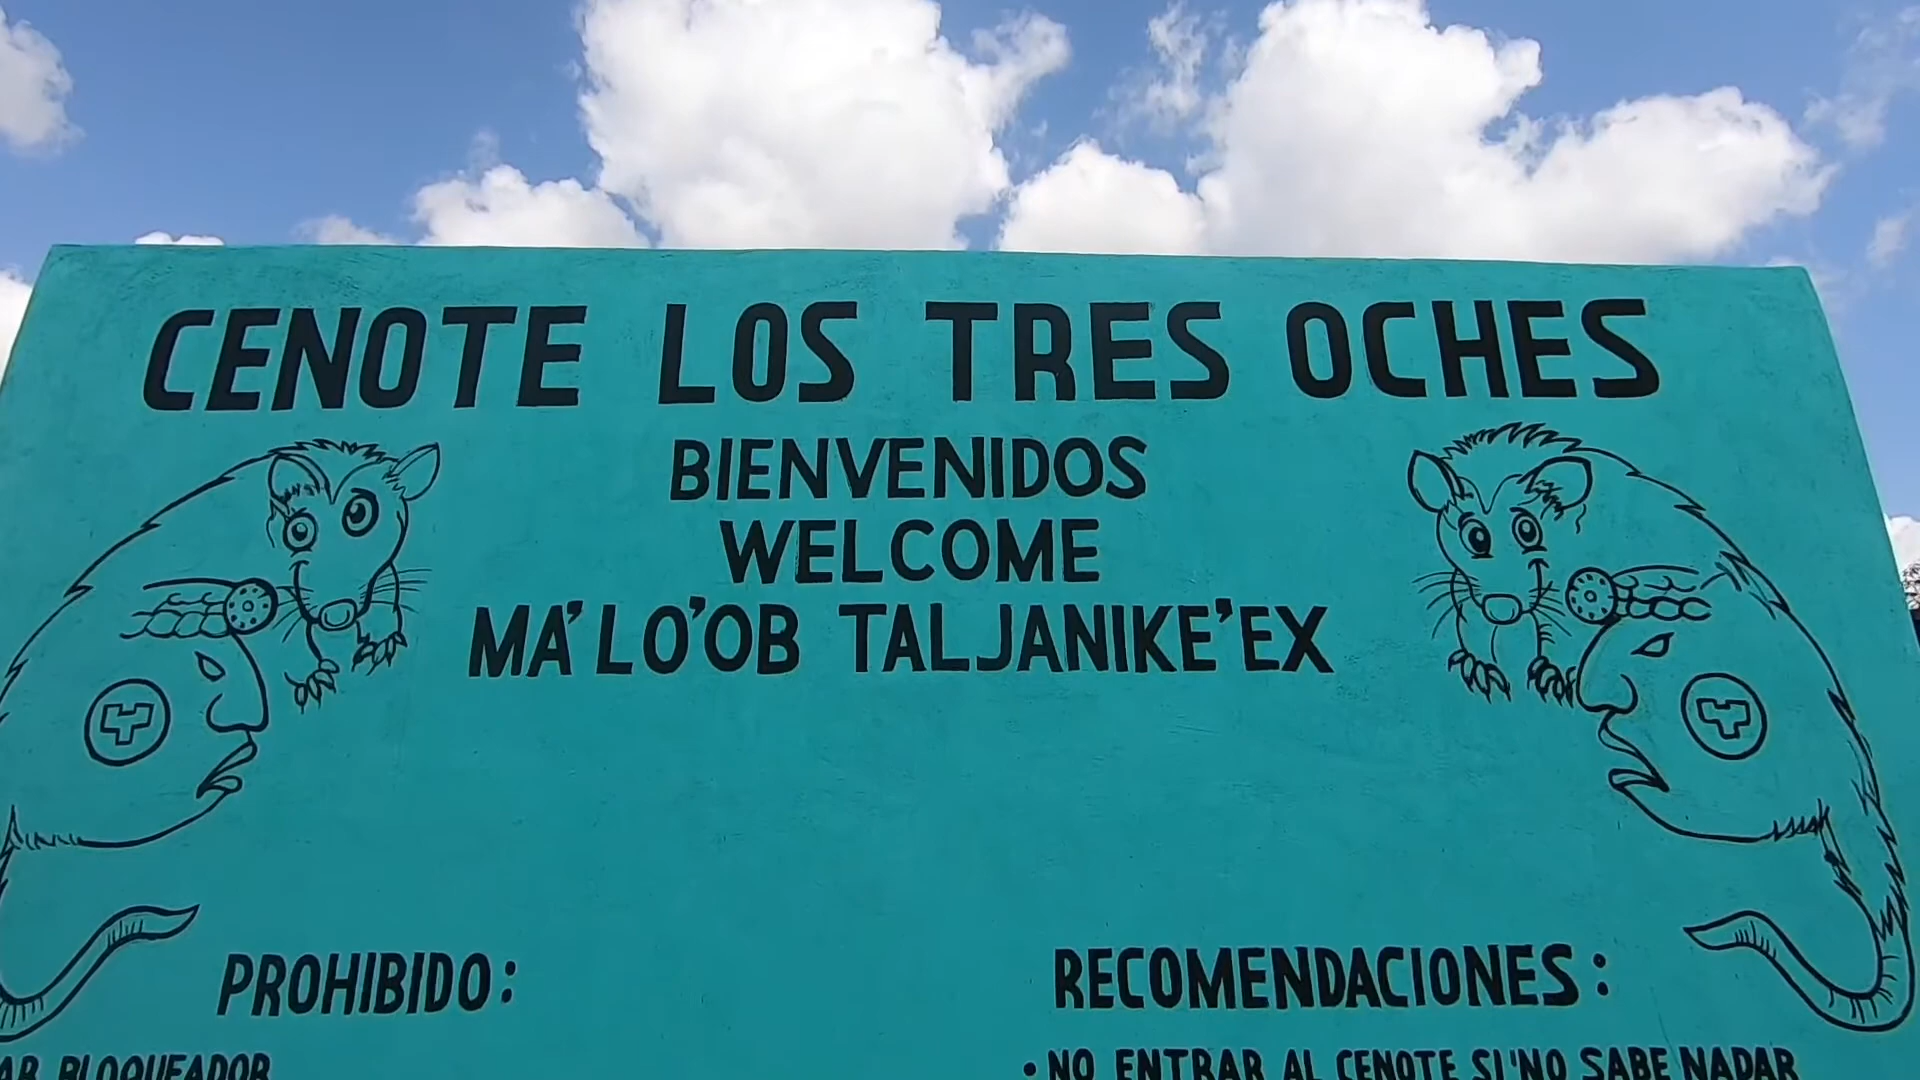 CENOTE LOS TRES OCHES
BIENVENIDOS
WELCOME
MA'LO'OB TALJANIKE'EX
PROHIBIDO:
RECOMENDACIONES:
BLOQUEADOR
• NO ENTRAR AL CENOTE SI NO SABE NADAR